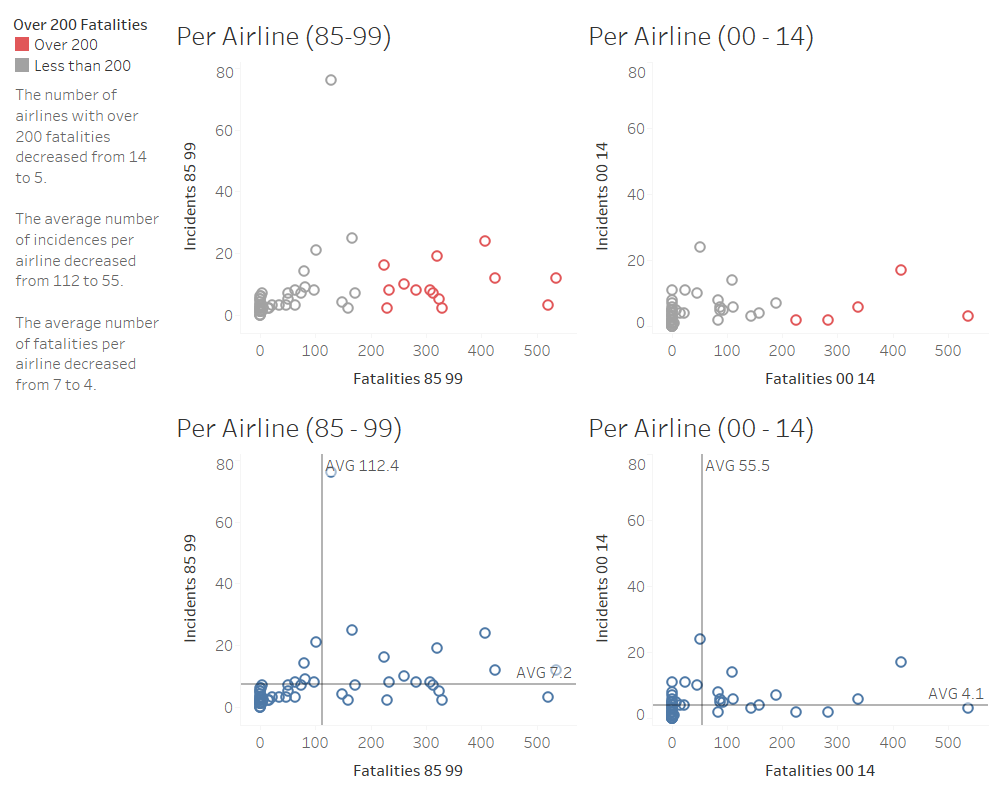 Over 200 Fatalities
Over 200
Less than 200
The number of
airlines with over
200 fatalities
decreased from 14
to 5.
The average number
of incidences per
airline decreased
from 112 to 55.
The average number
of fatalities per
airline decreased
from 7 to 4.
Per Airline (85-99)
80
60
40
20
0
Incidents 85 99
0 100 200 300 400 500
Fatalities 85 99
Per Airline (00 - 14)
80
60
40
20
0
Incidents 00 14
0 100 200 300 400 500
Fatalities 00 14
Per Airline (85 - 99)
AVG 112.4
80
60
40
20
0
Incidents 85 99
AVG 7.2
0 100 200 300 400 500
Fatalities 85 99
Per Airline (00 - 14)
AVG 55.5
80
60
40
20
0
Incidents 00 14
AVG 4.1
0 100 200 300 400 500
Fatalities 00 14